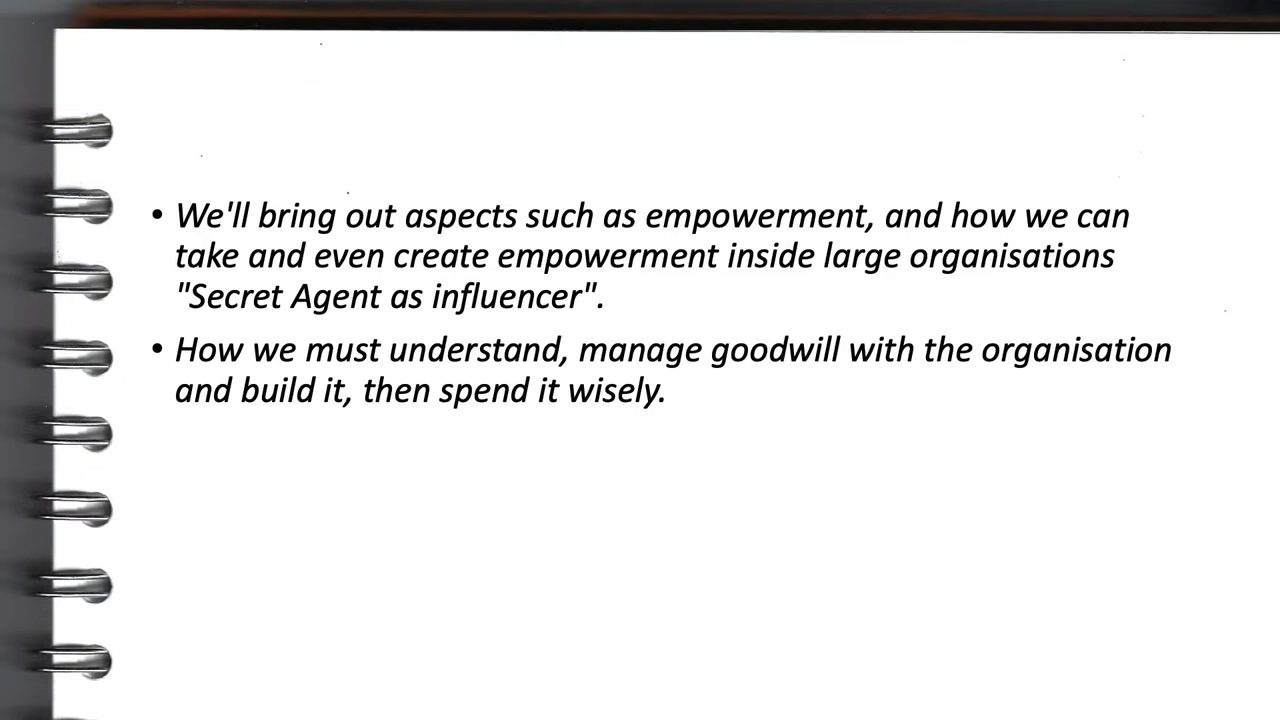 • We'll bring out aspects such as empowerment, and how we can
take and even create empowerment inside large organisations
"Secret Agent as influencer".
• How we must understand, manage goodwill with the organisation
and build it, then spend it wisely.